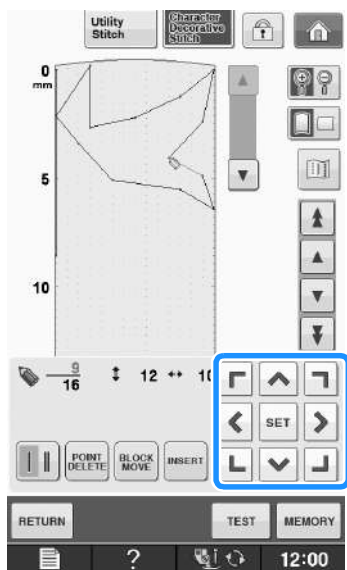 Utility
Stitch
Character
Decorative
Stitch
0
mm
5
10
9
16
12
10
SET
POINT
DELETE
BLOCK
MOVE
INSERT
RETURN
TEST
MEMORY
?
12:00